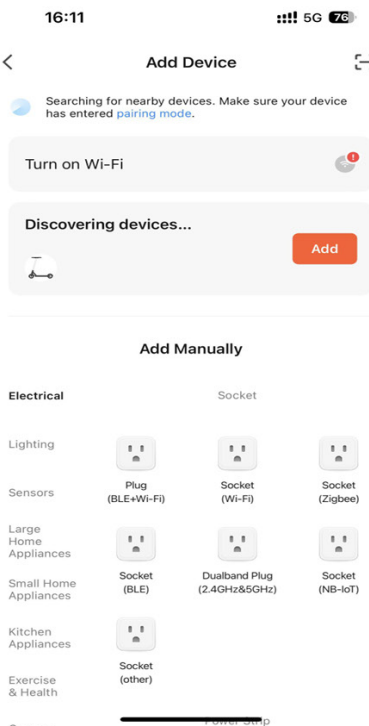 16:11
5G 76
Add Device
Searching for nearby devices. Make sure your device
has entered pairing mode.
Turn on Wi-Fi
!
Discovering devices...
Add
Add Manually
Electrical
Socket
Lighting
Sensors
Large
Home
Appliances
Small Home
Appliances
Kitchen
Appliances
Exercise
& Health
Plug
(BLE+Wi-Fi)
Socket
(Wi-Fi)
Socket
(Zigbee)
Socket
(BLE)
Dualband Plug
(2.4GHz&5GHz)
Socket
(NB-IoT)
Socket
(other)
Power Strip